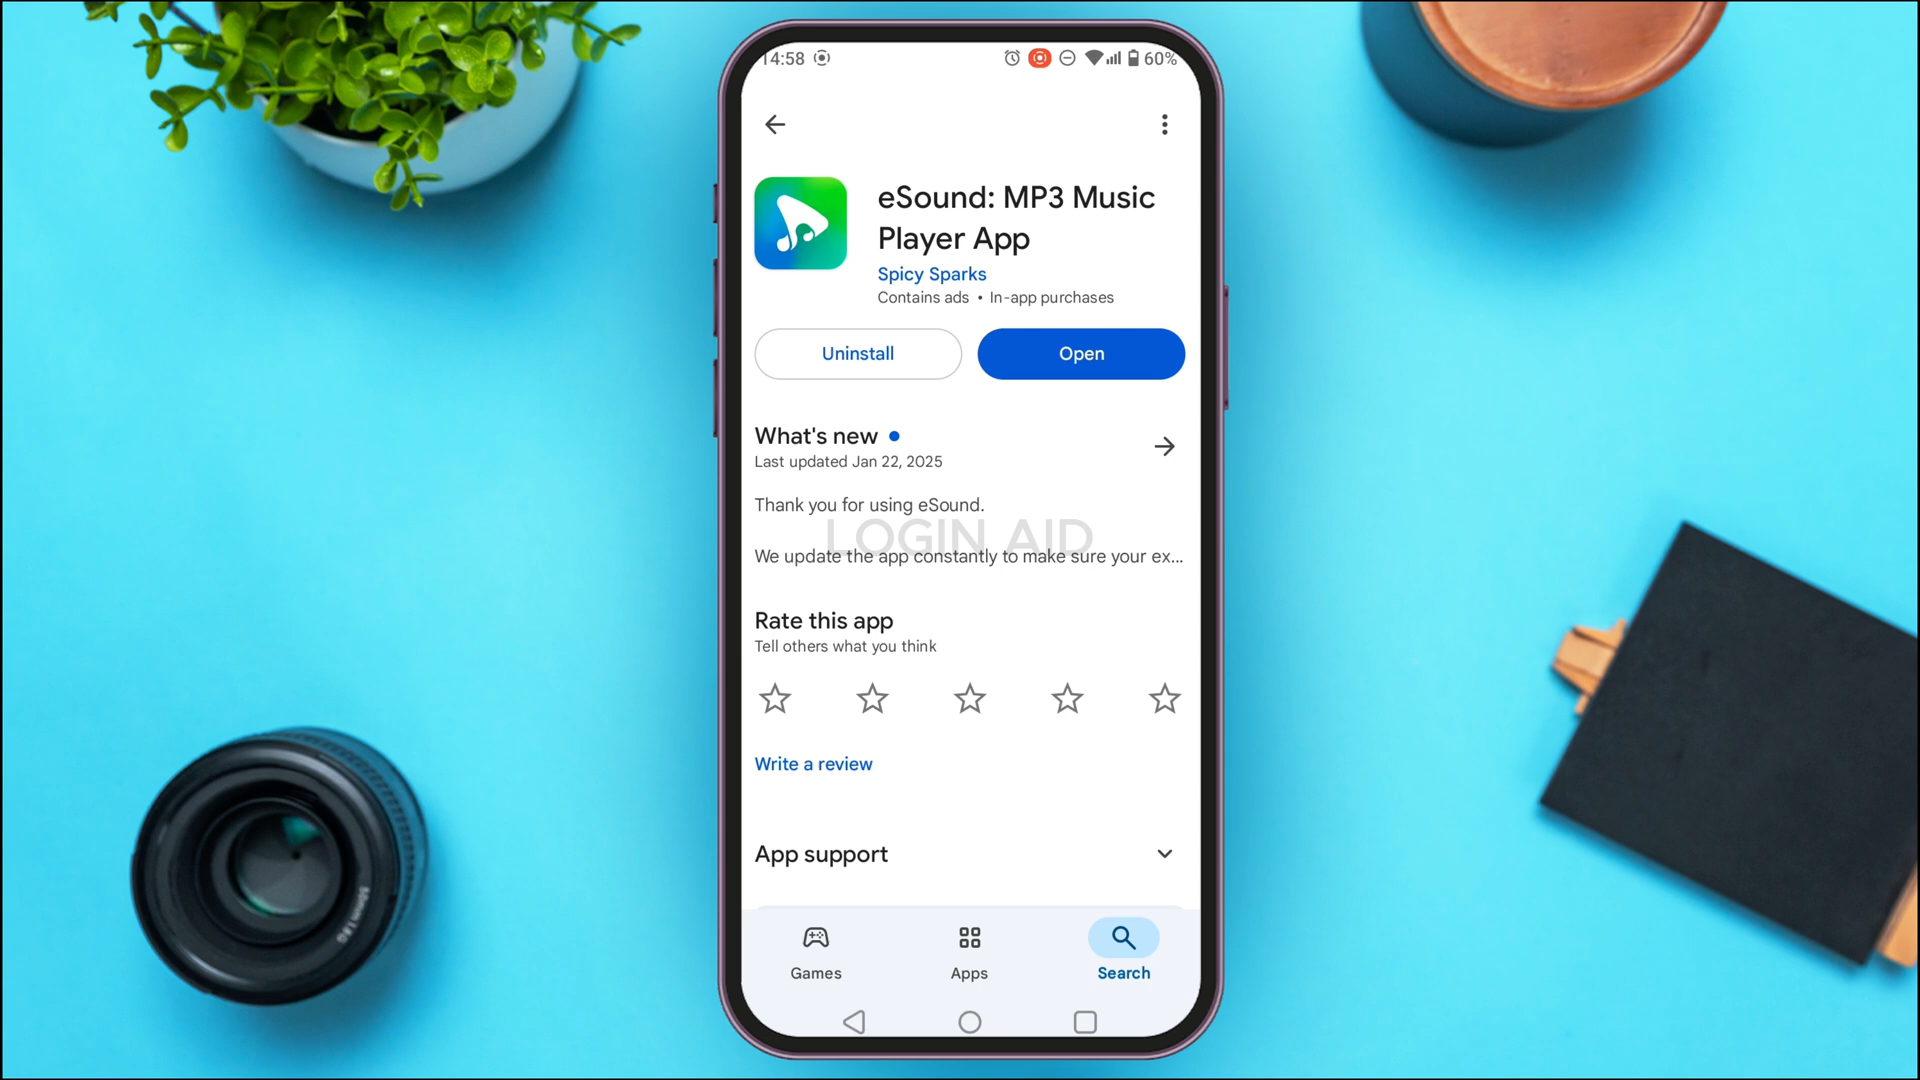 14:58 60%
eSound: MP3 Music
Player App
Spicy Sparks
Contains ads • In-app purchases
Uninstall Open
What's new
Last updated Jan 22, 2025
Thank you for using eSound.
LOGIN AID
We update the app constantly to make sure your ex...
Rate this app
Tell others what you think
Write a review
App support
Games Apps Search